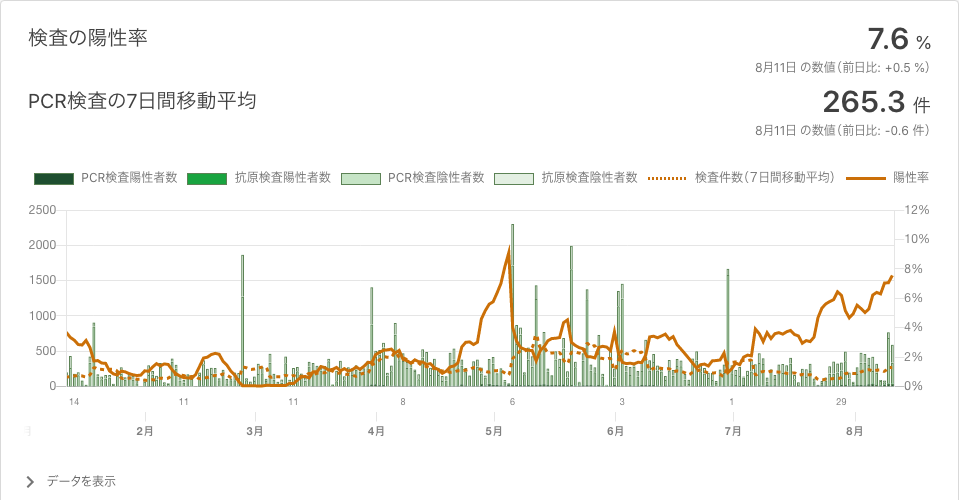 検査の陽性率
7.6 %
8月11日 の数値（前日比: +0.5 %）
PCR検査の7日間移動平均
265.3 件
8月11日 の数値（前日比: -0.6 件）
PCR検査陽性者数 抗原検査陽性者数 PCR検査陰性者数 抗原検査陰性者数 検査件数（7日間移動平均） 陽性率
2500 12%
2000 10%
1500 8%
1000 6%
500 4%
0 2%
0%
14 11 11 8 6 3 1 29
2月 3月 4月 5月 6月 7月 8月
データを表示